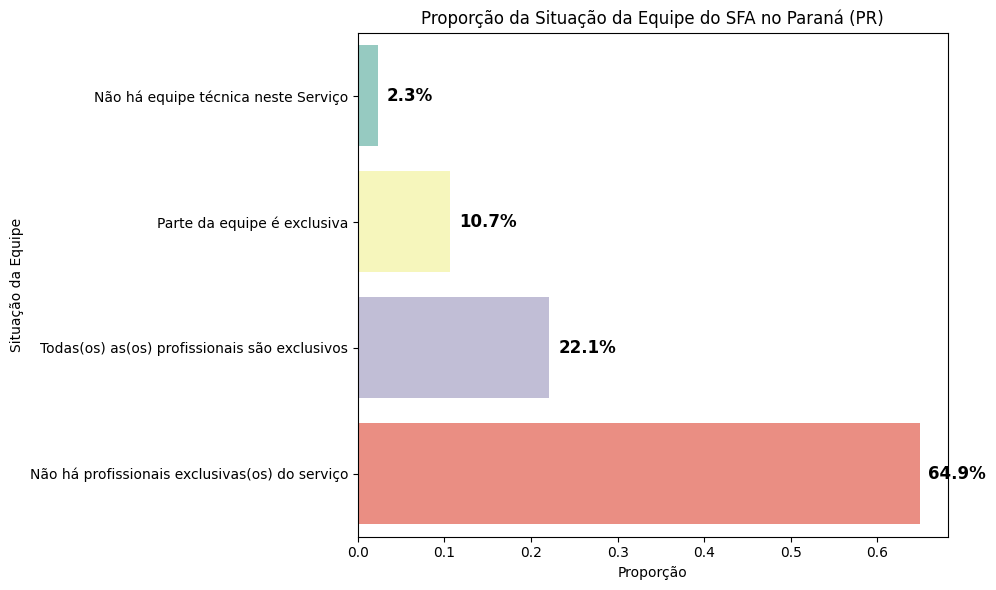 Proporção da Situação da Equipe do SFA no Paraná (PR)
Situação da Equipe
Não há equipe técnica neste Serviço
2.3%
Parte da equipe é exclusiva
10.7%
Todas(os) as(os) profissionais são exclusivos
22.1%
Não há profissionais exclusivas(os) do serviço
64.9%
0.0 0.1 0.2 0.3 0.4 0.5 0.6
Proporção